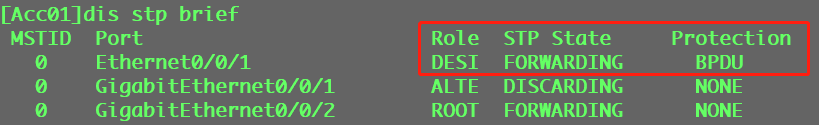 [Acc01]dis stp brief
MSTID Port Role STP State Protection
0 Ethernet0/0/1 DESI FORWARDING BPDU
0 GigabitEthernet0/0/1 ALTE DISCARDING NONE
0 GigabitEthernet0/0/2 ROOT FORWARDING NONE